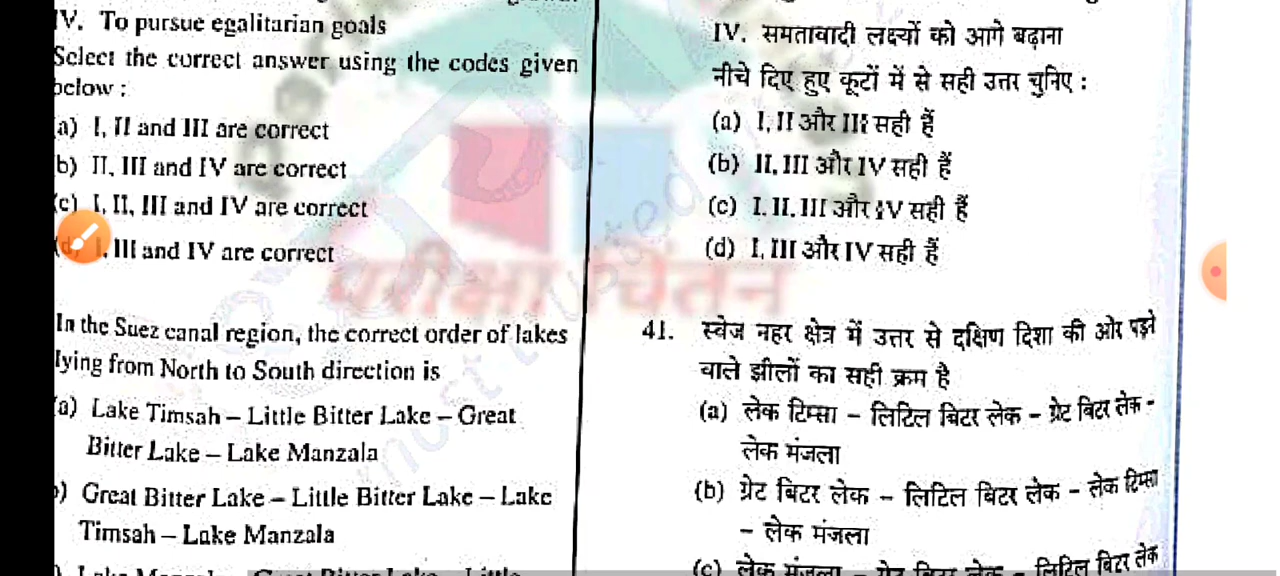 IV. To pursue egalitarian goals
Select the correct answer using the codes given
below :
(a) I, II and III are correct
(b) II, III and IV are correct
(c) I, II, III and IV are correct
(d) I, III and IV are correct
In the Suez canal region, the correct order of lakes
lying from North to South direction is
(a) Lake Timsah – Little Bitter Lake – Great
Bitter Lake – Lake Manzala
) Great Bitter Lake – Little Bitter Lake – Lake
Timsah – Lake Manzala
IV. समतावादी लक्ष्यों को आगे बढ़ाना
नीचे दिए हुए कूटों में से सही उत्तर चुनिए :
(a) I, II और III सही हैं
(b) II, III और IV सही हैं
(c) I, II, III और IV सही हैं
(d) I, III और IV सही हैं
41. स्वेज नहर क्षेत्र में उत्तर से दक्षिण दिशा की ओर पड़ने
वाले झीलों का सही क्रम है
(a) लेक टिम्सा – लिटिल बिटर लेक – ग्रेट बिटर लेक –
लेक मंजला
(b) ग्रेट बिटर लेक – लिटिल बिटर लेक – लेक टिम्सा
– लेक मंजला
(c) लेक मंजला – ग्रेट बिटर लेक – लिटिल बिटर लेक
परीक्षा चिंतन